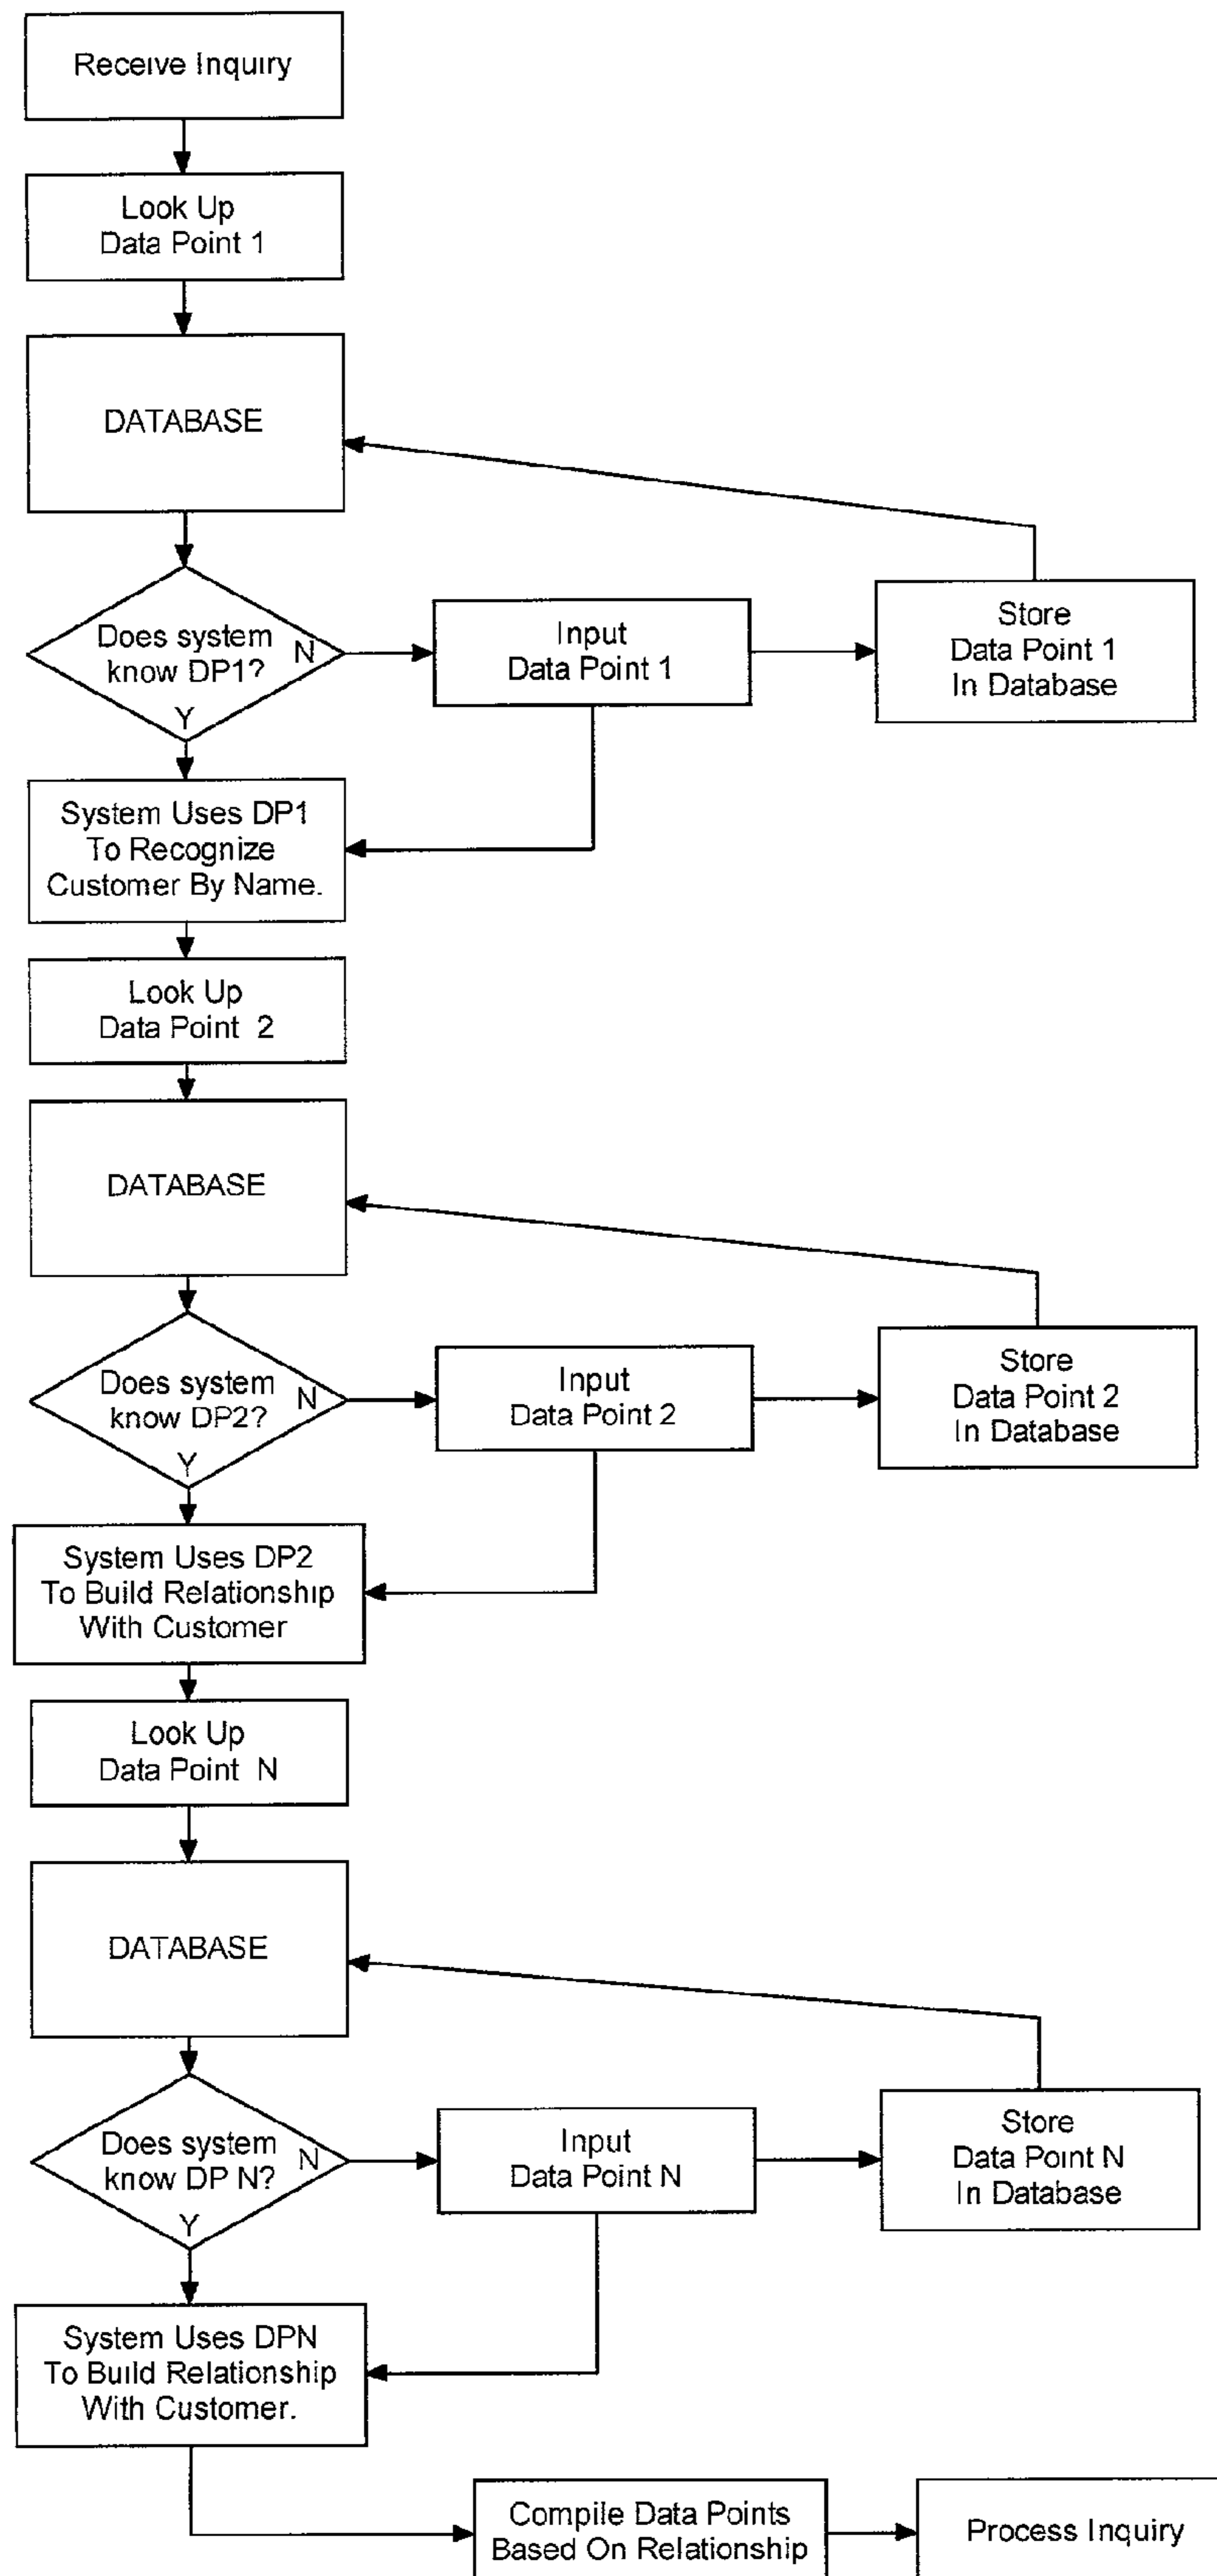 Receive Inquiry
Look Up
Data Point 1
DATABASE
Does system
know DP1?
N
Y
Input
Data Point 1
Store
Data Point 1
In Database
System Uses DP1
To Recognize
Customer By Name.
Look Up
Data Point 2
DATABASE
Does system
know DP2?
N
Y
Input
Data Point 2
Store
Data Point 2
In Database
System Uses DP2
To Build Relationship
With Customer
Look Up
Data Point N
DATABASE
Does system
know DP N?
N
Y
Input
Data Point N
Store
Data Point N
In Database
System Uses DPN
To Build Relationship
With Customer.
Compile Data Points
Based On Relationship
Process Inquiry